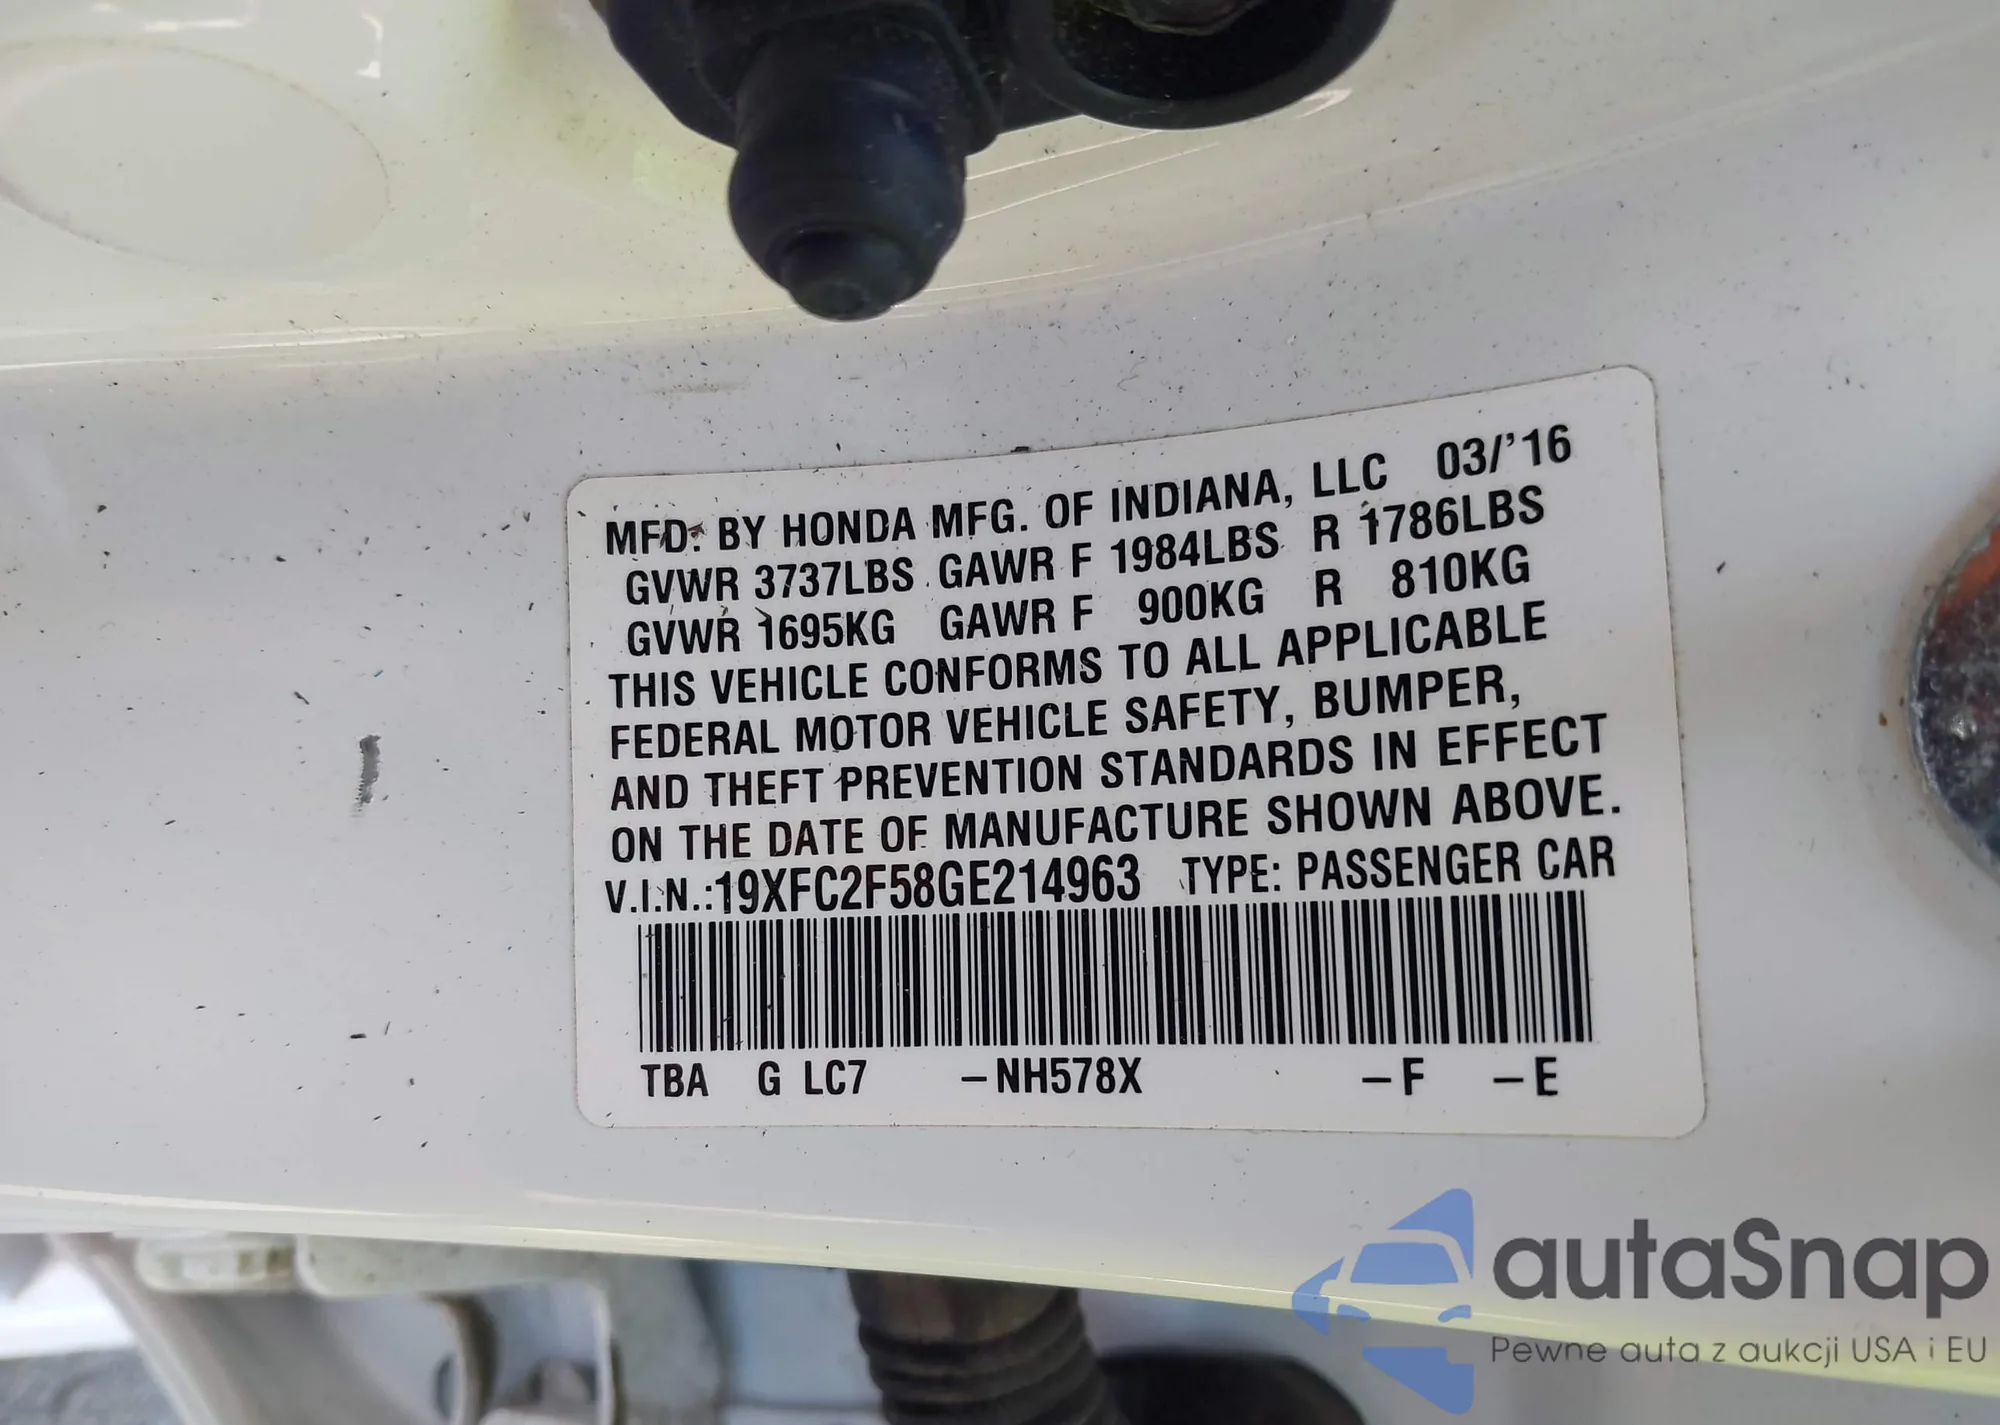 MFD. BY HONDA MFG. OF INDIANA, LLC 03/'16
GVWR 3737LBS GAWR F 1984LBS R 1786LBS
GVWR 1695KG GAWR F 900KG R 810KG
THIS VEHICLE CONFORMS TO ALL APPLICABLE
FEDERAL MOTOR VEHICLE SAFETY, BUMPER,
AND THEFT PREVENTION STANDARDS IN EFFECT
ON THE DATE OF MANUFACTURE SHOWN ABOVE.
V.I.N.:19XFC2F58GE214963 TYPE: PASSENGER CAR
TBA G LC7 –NH578X –F –E
autaSnap
Pewne auta z aukcji USA i EU